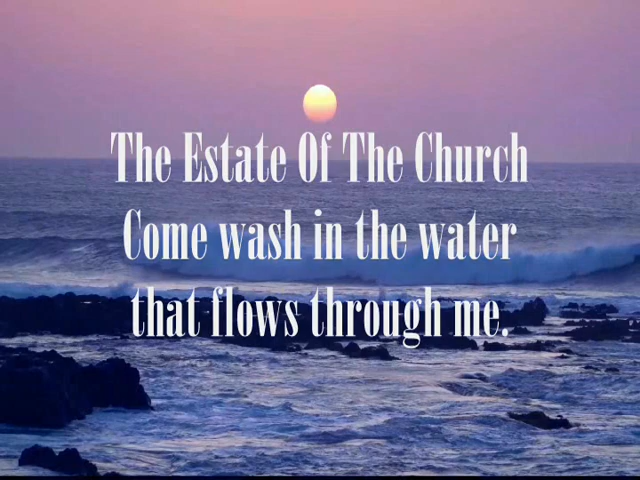 The Estate Of The Church
Come wash in the water
that flows through me.